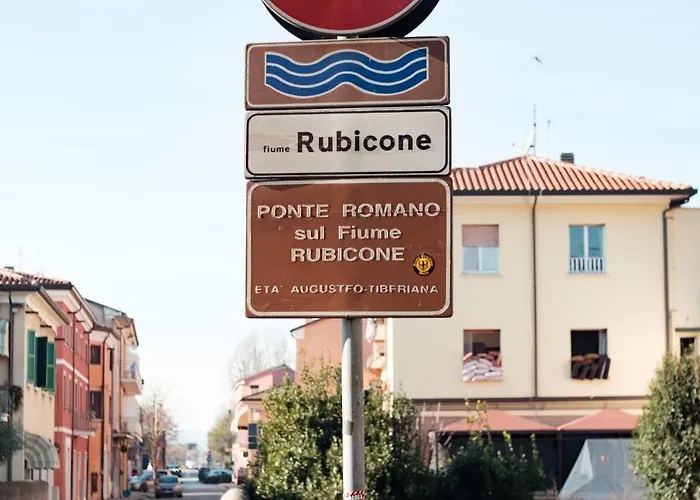 fiume Rubicone
PONTE ROMANO
sul Fiume
RUBICONE
ETA' AUGUSTEO-TIBERIANA